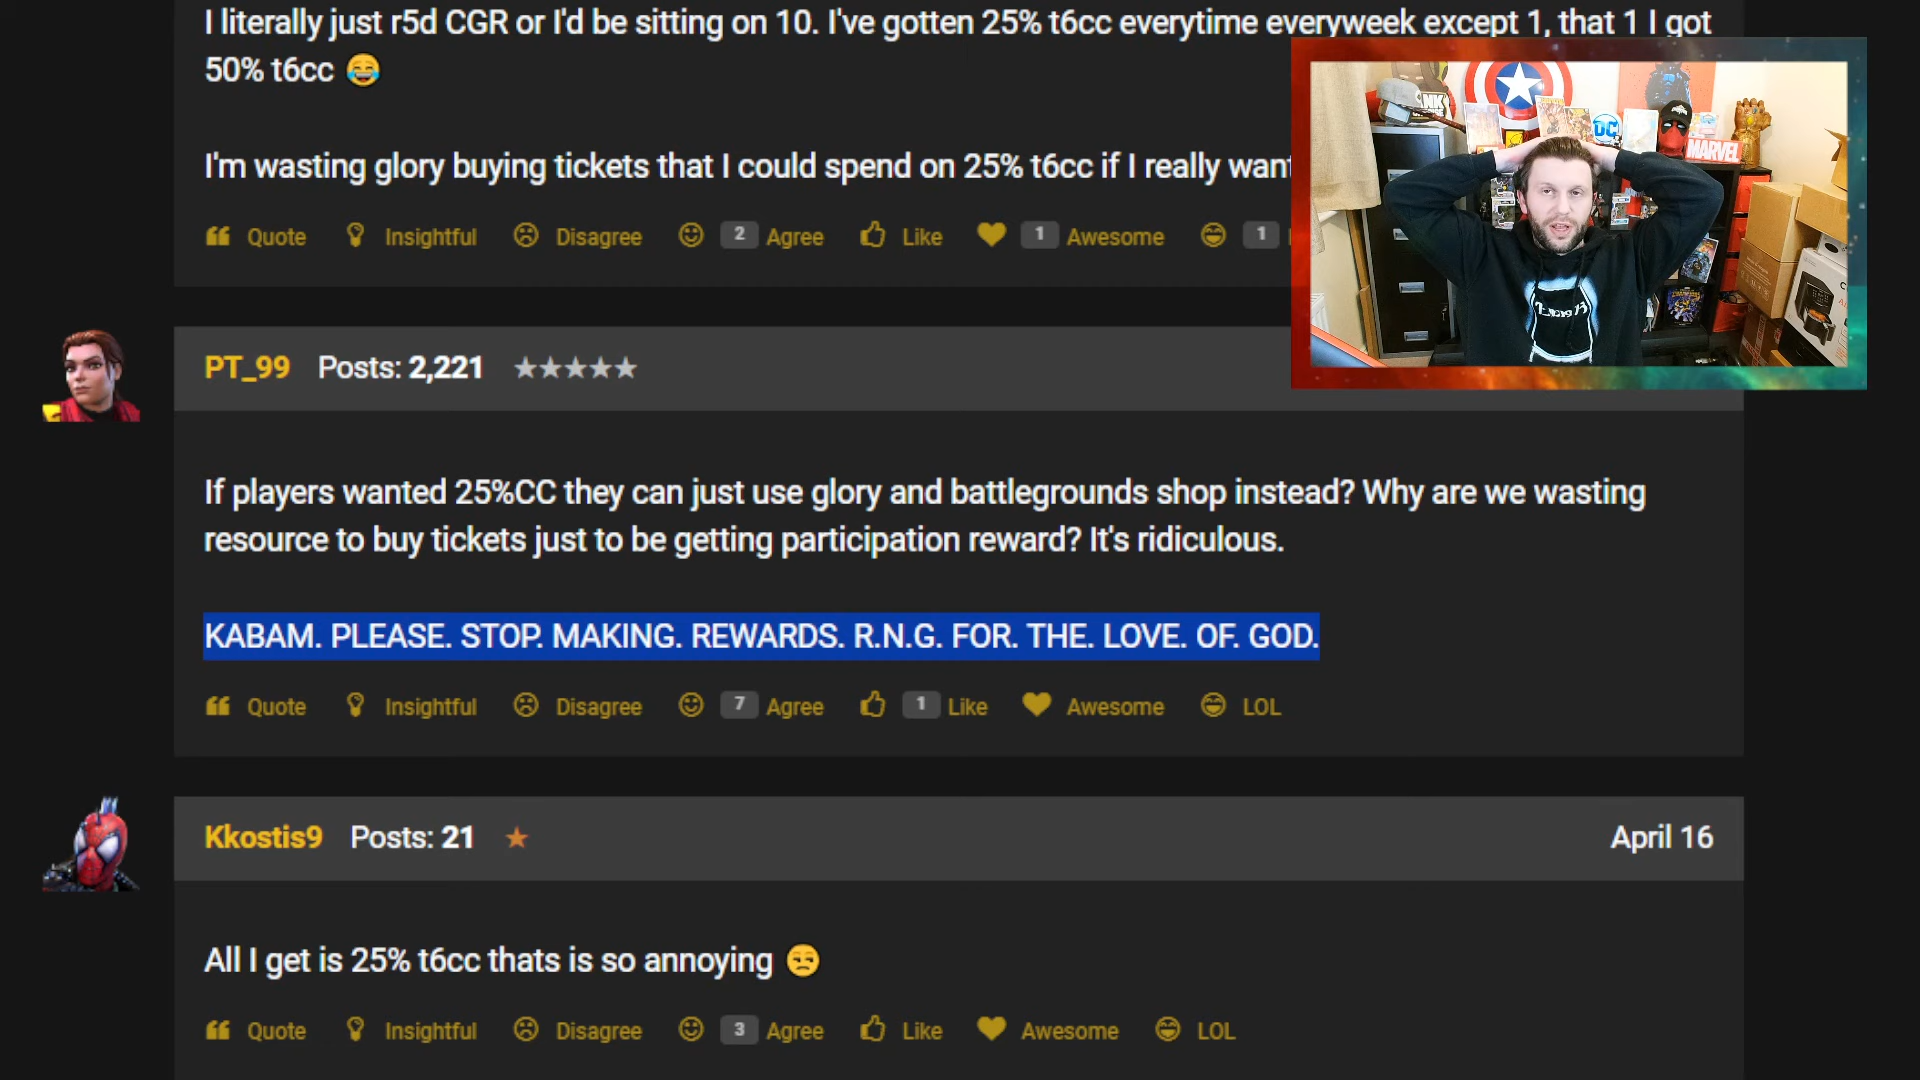 I literally just r5d CGR or I'd be sitting on 10. I've gotten 25% t6cc everytime everyweek except 1, that 1 I got
50% t6cc 😂
I'm wasting glory buying tickets that I could spend on 25% t6cc if I really want
Quote Insightful Disagree 2 Agree Like 1 Awesome 1
DC
MARVEL
PT_99 Posts: 2,221 ★★★★★
If players wanted 25%CC they can just use glory and battlegrounds shop instead? Why are we wasting
resource to buy tickets just to be getting participation reward? It's ridiculous.
KABAM. PLEASE. STOP. MAKING. REWARDS. R.N.G. FOR. THE. LOVE. OF. GOD.
Quote Insightful Disagree 7 Agree 1 Like Awesome LOL
Kkostis9 Posts: 21 ★ April 16
All I get is 25% t6cc thats is so annoying 😒
Quote Insightful Disagree 3 Agree Like Awesome LOL